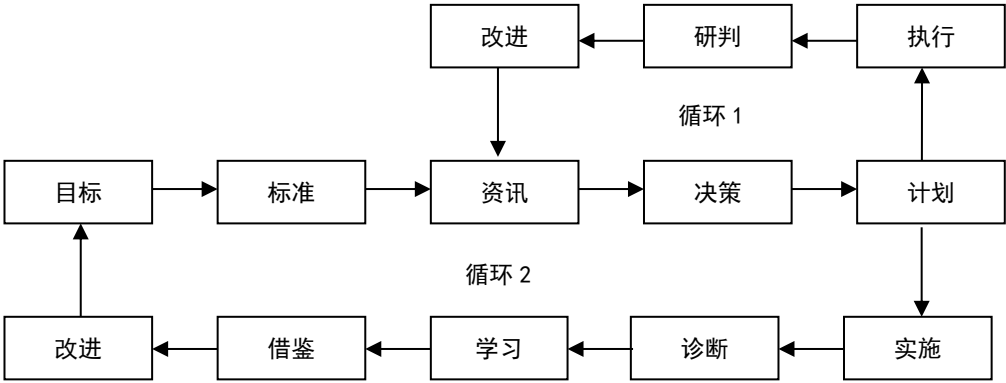 改进 研判 执行
循环 1
目标 标准 资讯 决策 计划
循环 2
改进 借鉴 学习 诊断 实施